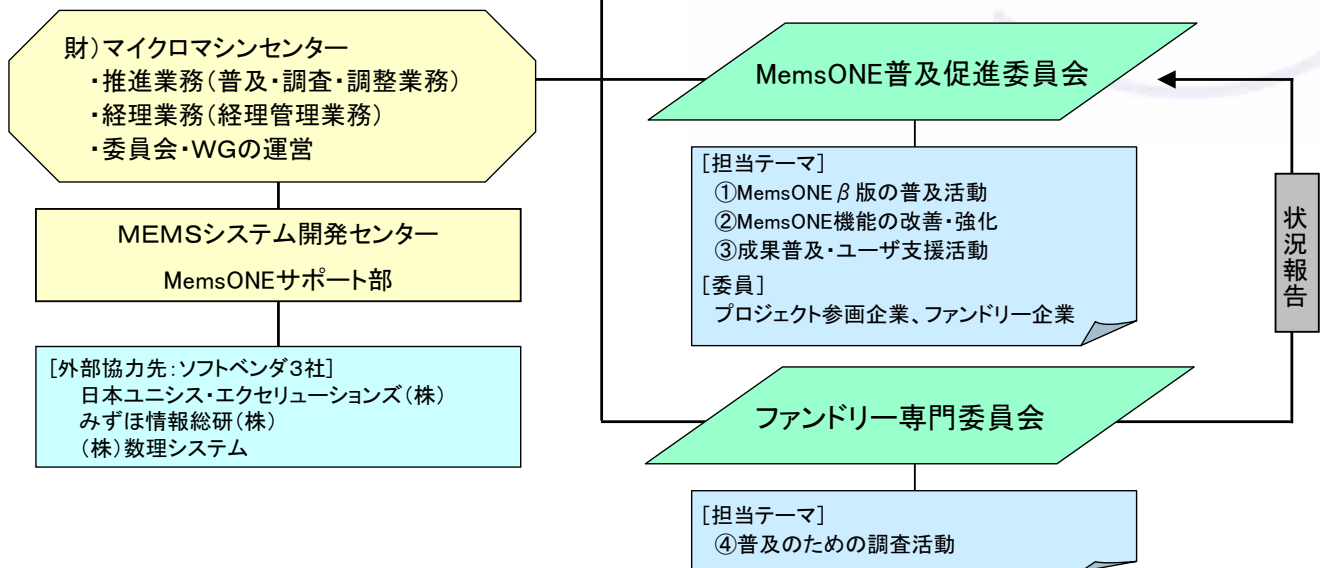 財)マイクロマシンセンター
・推進業務(普及・調査・調整業務)
・経理業務(経理管理業務)
・委員会・WGの運営
MEMSシステム開発センター
MemsONEサポート部
[外部協力先:ソフトベンダ3社]
日本ユニシス・エクセリューションズ(株)
みずほ情報総研(株)
(株)数理システム
MemsONE普及促進委員会
[担当テーマ]
①MemsONEβ版の普及活動
②MemsONE機能の改善・強化
③成果普及・ユーザ支援活動
[委員]
プロジェクト参画企業、ファンドリー企業
状況報告
ファンドリー専門委員会
[担当テーマ]
④普及のための調査活動